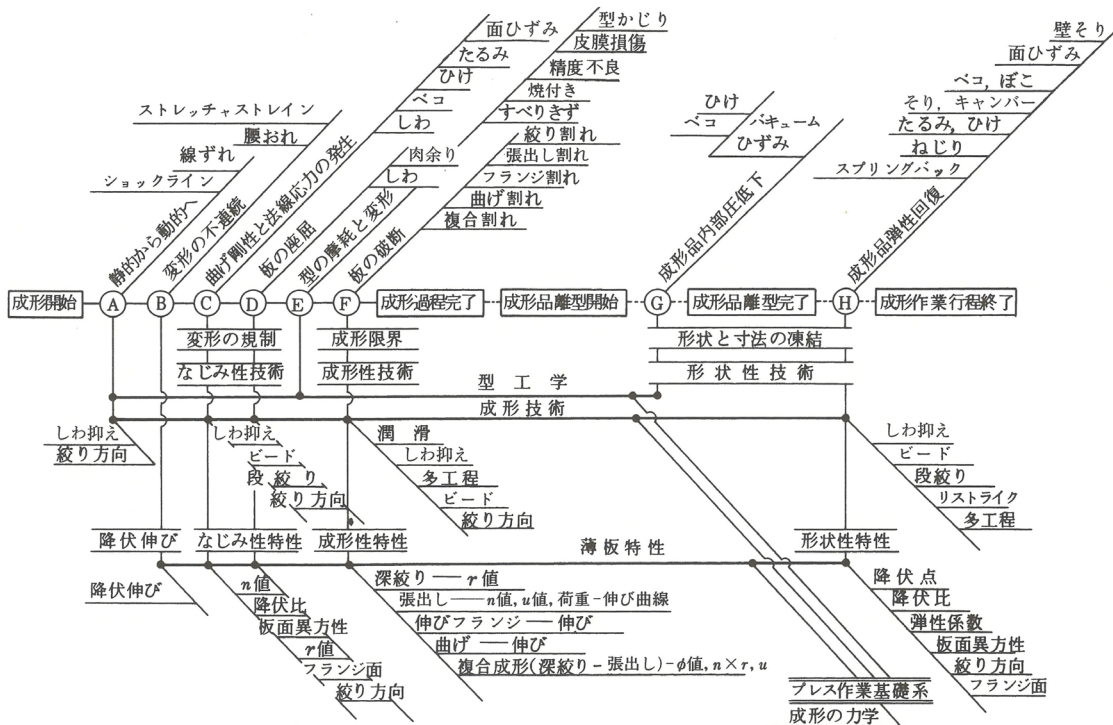 面ひずみ
たるみ
ひけ
ベコ
しわ
ストレッチャストレイン
腰おれ
線ずれ
ショックライン
肉余り
しわ
型かじり
皮膜損傷
精度不良
焼付き
すべりきず
絞り割れ
張出し割れ
フランジ割れ
曲げ割れ
複合割れ
ひけ
ベコ
バキューム
ひずみ
壁そり
面ひずみ
ベコ, ぼこ
そり, キャンバー
たるみ, ひけ
ねじり
スプリングバック
静的から動的へ
変形の不連続
曲げ剛性と法線応力の発生
板の座屈
型の摩耗と変形
板の破断
成形品内部圧低下
成形品弾性回復
成形開始 A B C D E F 成形過程完了 成形品離型開始 G 成形品離型完了 H 成形作業行程終了
変形の規制 成形限界 形状と寸法の凍結
なじみ性技術 成形性技術 形状性技術
型工学
成形技術
しわ抑え
絞り方向
しわ抑え
ビード
段絞り
絞り方向
潤滑
しわ抑え
多工程
ビード
絞り方向
しわ抑え
ビード
段絞り
リストライク
多工程
降伏伸び なじみ性特性 成形性特性 形状性特性
薄板特性
降伏伸び
n値
降伏比
板面異方性
r値
フランジ面
絞り方向
深絞り——r値
張出し——n値, u値, 荷重-伸び曲線
伸びフランジ——伸び
曲げ——伸び
複合成形(深絞り-張出し)-φ値, n×r, u
降伏点
降伏比
弾性係数
板面異方性
絞り方向
フランジ面
プレス作業基礎系
成形の力学